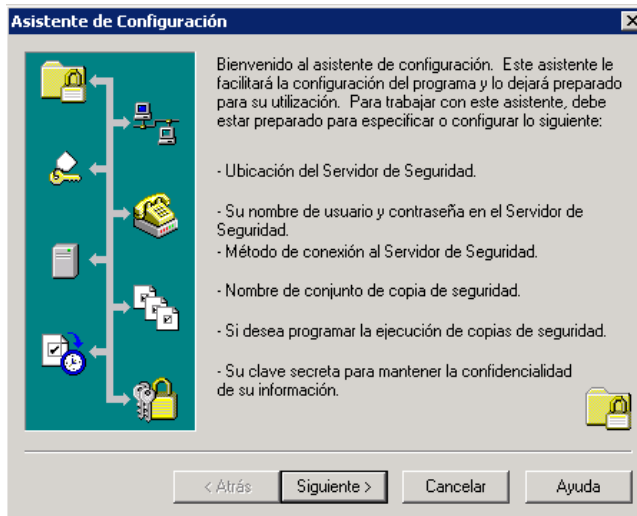 Asistente de Configuración
Bienvenido al asistente de configuración. Este asistente le
facilitará la configuración del programa y lo dejará preparado
para su utilización. Para trabajar con este asistente, debe
estar preparado para especificar o configurar lo siguiente:
- Ubicación del Servidor de Seguridad.
- Su nombre de usuario y contraseña en el Servidor de
Seguridad.
- Método de conexión al Servidor de Seguridad.
- Nombre de conjunto de copia de seguridad.
- Si desea programar la ejecución de copias de seguridad.
- Su clave secreta para mantener la confidencialidad
de su información.
< Atrás   Siguiente >   Cancelar   Ayuda